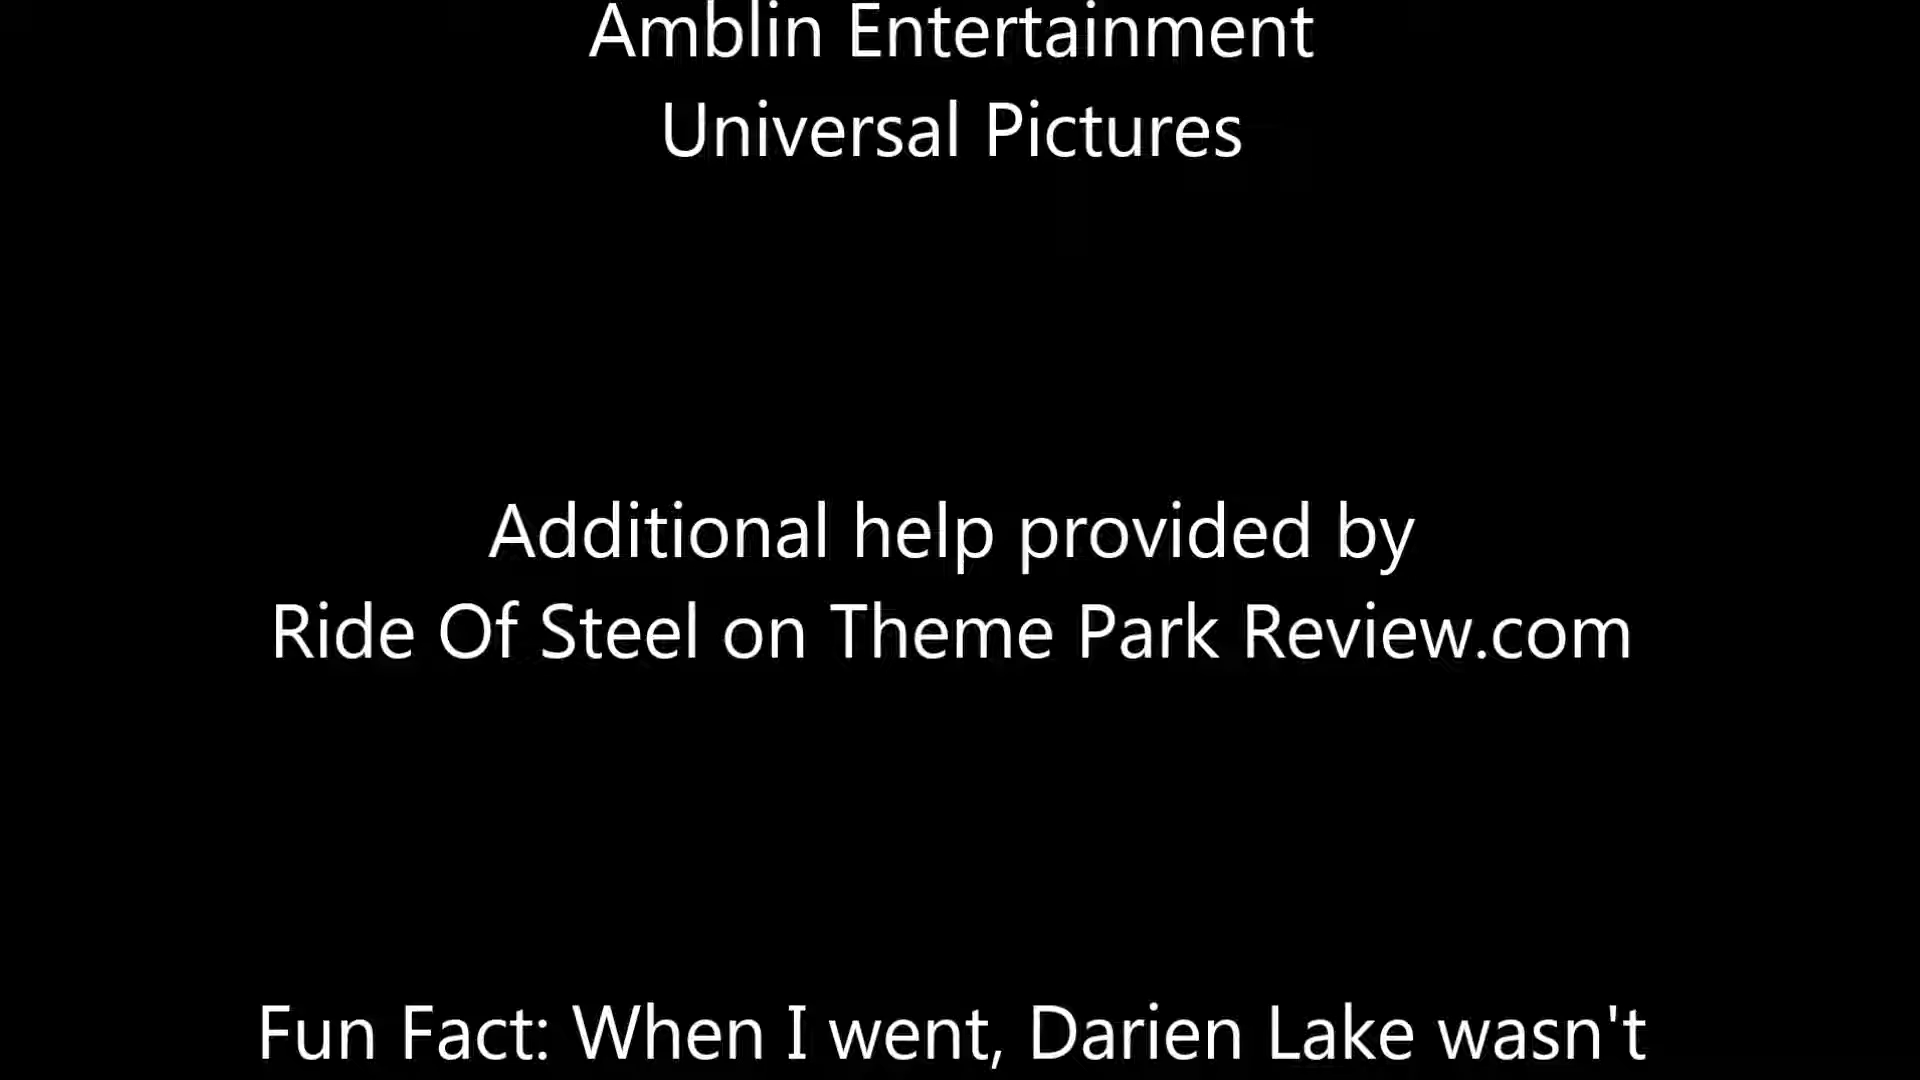 Amblin Entertainment
Universal Pictures
Additional help provided by
Ride Of Steel on Theme Park Review.com
Fun Fact: When I went, Darien Lake wasn't